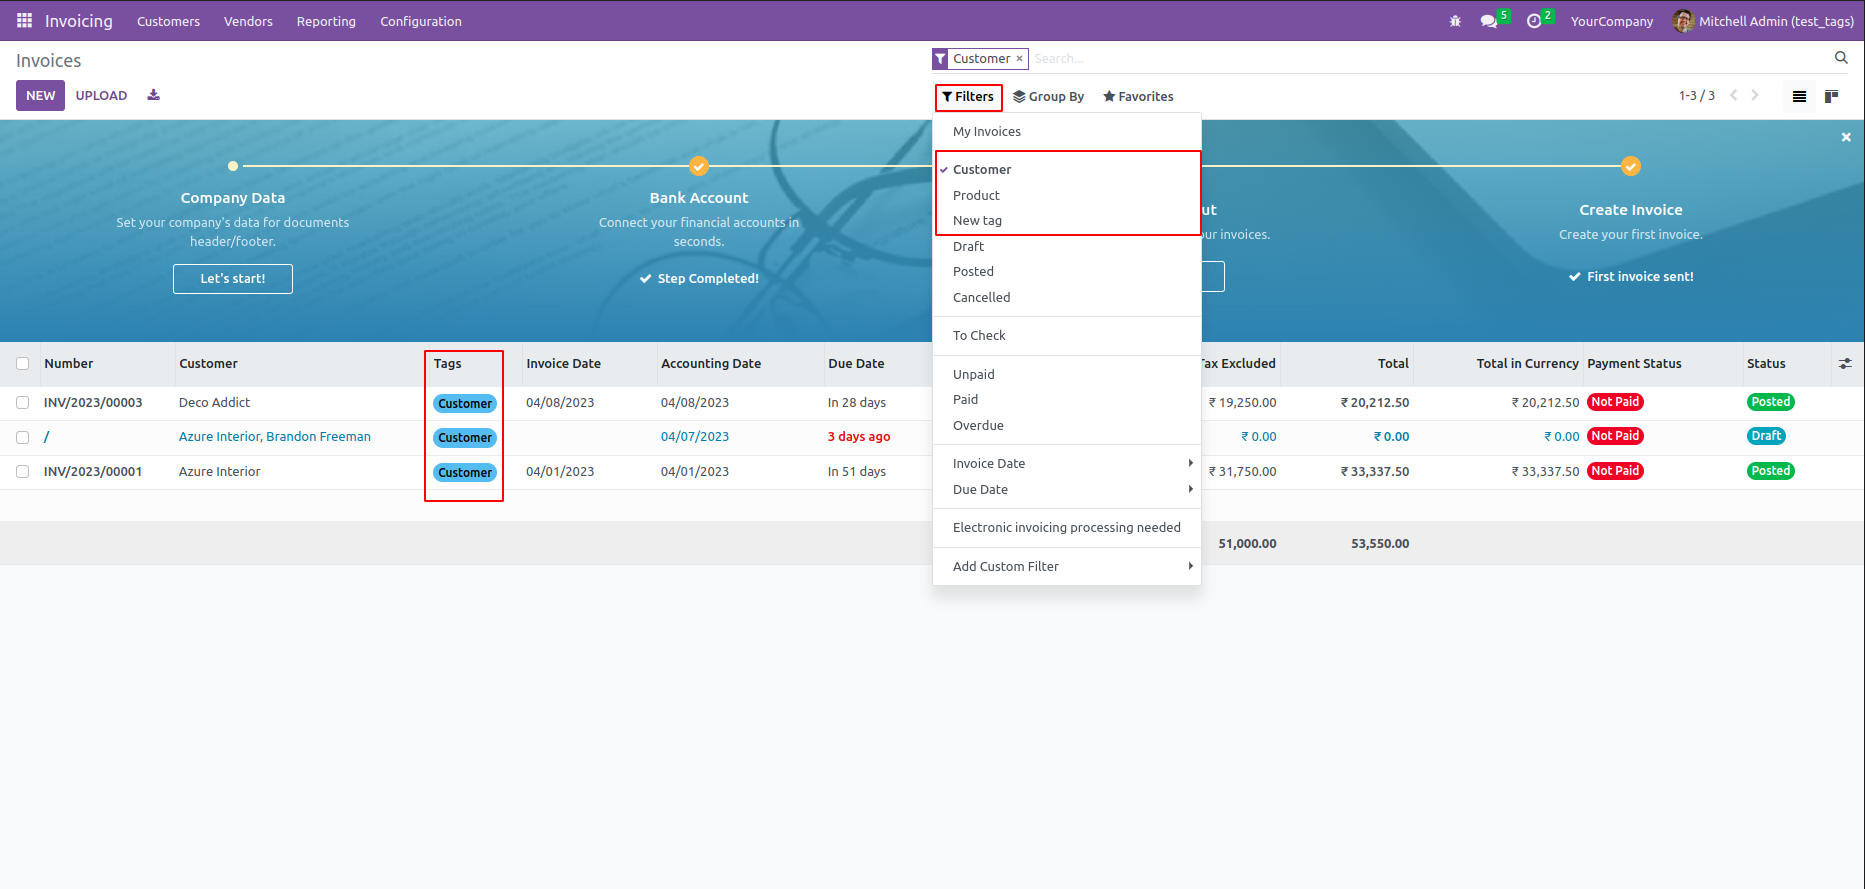 Invoicing Customers Vendors Reporting Configuration 5 2 YourCompany Mitchell Admin (test_tags)
Invoices
Customer × Search...
NEW UPLOAD
Filters Group By Favorites 1-3 / 3
My Invoices
Customer
Product
New tag
Draft
Posted
Cancelled
To Check
Unpaid
Paid
Overdue
Invoice Date
Due Date
Electronic invoicing processing needed
Add Custom Filter
Company Data
Set your company's data for documents
header/footer.
Let's start!
Bank Account
Connect your financial accounts in
seconds.
Step Completed!
invoices.
Create Invoice
Create your first invoice.
First invoice sent!
Number Customer Tags Invoice Date Accounting Date Due Date Tax Excluded Total Total in Currency Payment Status Status
INV/2023/00003 Deco Addict Customer 04/08/2023 04/08/2023 In 28 days ₹ 19,250.00 ₹ 20,212.50 ₹ 20,212.50 Not Paid Posted
/ Azure Interior, Brandon Freeman Customer 04/07/2023 3 days ago ₹ 0.00 ₹ 0.00 ₹ 0.00 Not Paid Draft
INV/2023/00001 Azure Interior Customer 04/01/2023 04/01/2023 In 51 days ₹ 31,750.00 ₹ 33,337.50 ₹ 33,337.50 Not Paid Posted
51,000.00 53,550.00